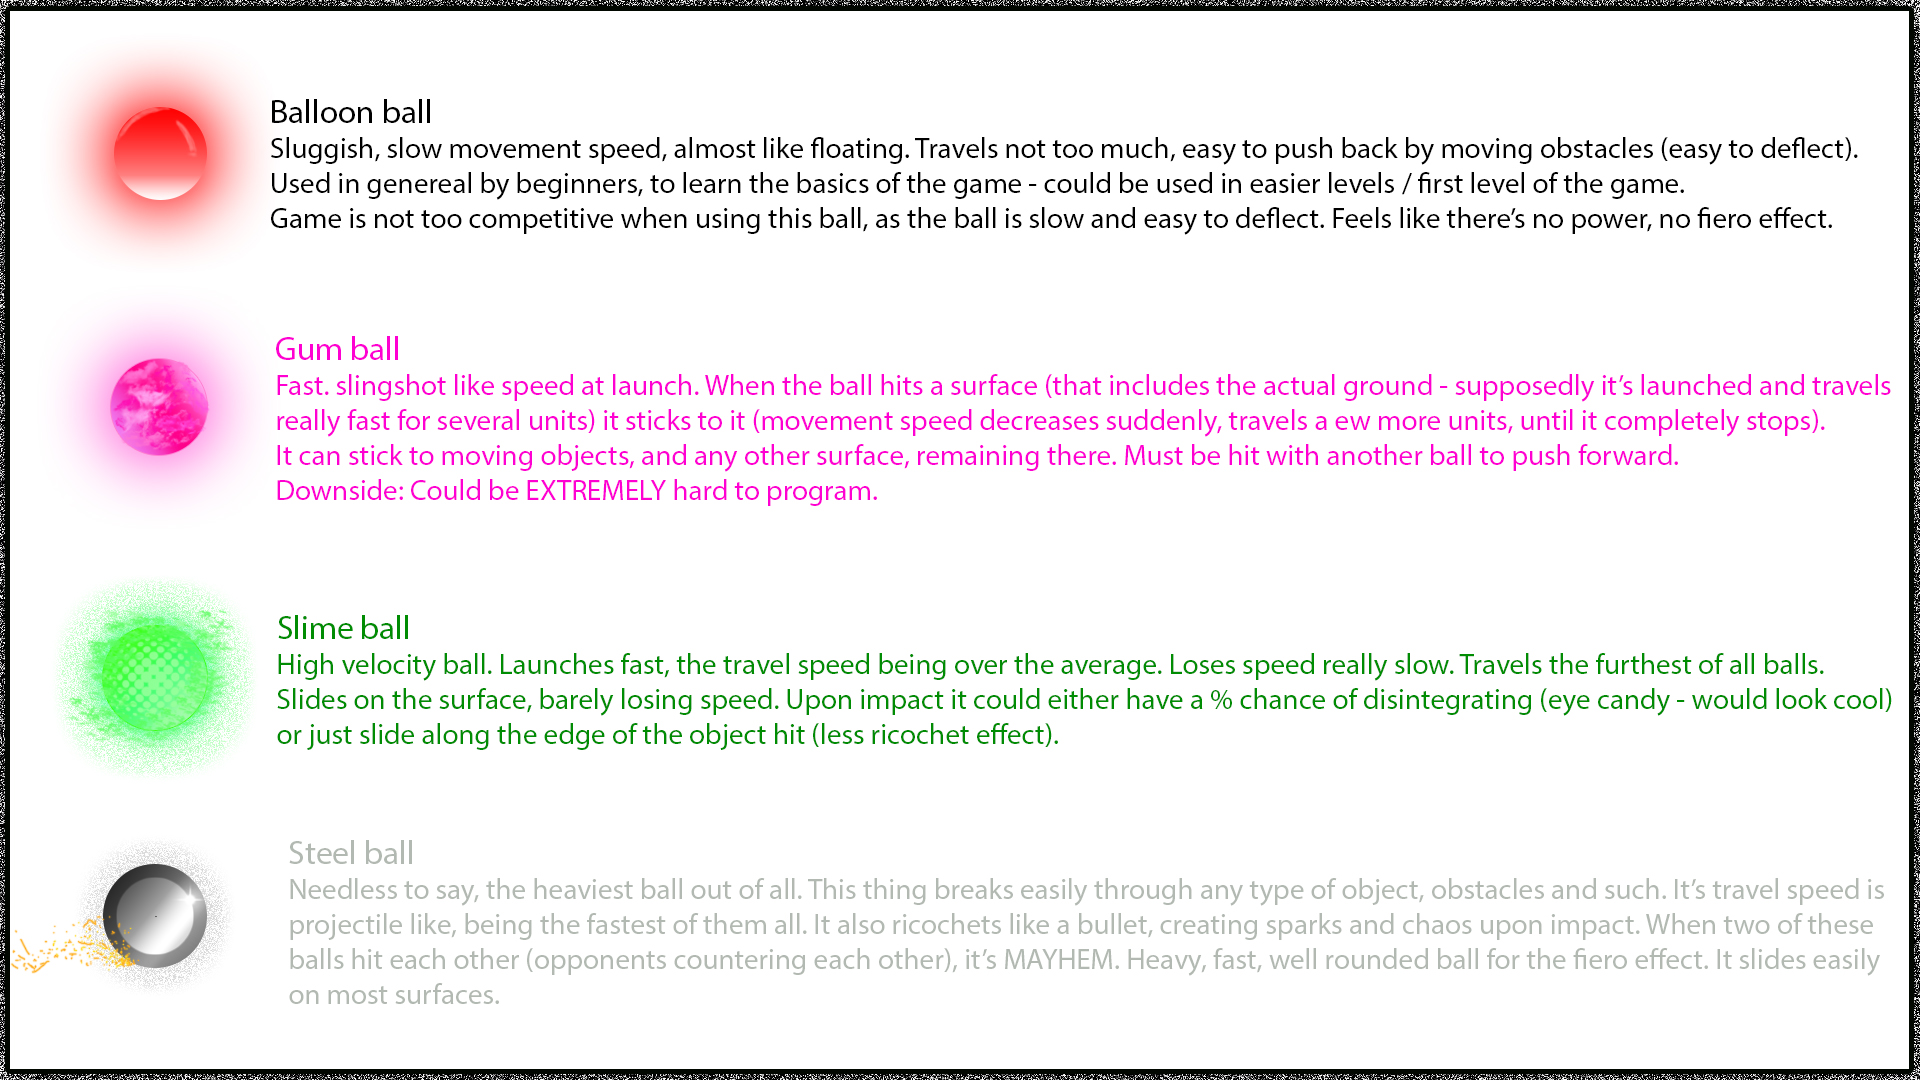 Balloon ball
Sluggish, slow movement speed, almost like floating. Travels not too much, easy to push back by moving obstacles (easy to deflect).
Used in genereal by beginners, to learn the basics of the game - could be used in easier levels / first level of the game.
Game is not too competitive when using this ball, as the ball is slow and easy to deflect. Feels like there's no power, no fiero effect.
Gum ball
Fast. slingshot like speed at launch. When the ball hits a surface (that includes the actual ground - supposedly it's launched and travels
really fast for several units) it sticks to it (movement speed decreases suddenly, travels a ew more units, until it completely stops).
It can stick to moving objects, and any other surface, remaining there. Must be hit with another ball to push forward.
Downside: Could be EXTREMELY hard to program.
Slime ball
High velocity ball. Launches fast, the travel speed being over the average. Loses speed really slow. Travels the furthest of all balls.
Slides on the surface, barely losing speed. Upon impact it could either have a % chance of disintegrating (eye candy - would look cool)
or just slide along the edge of the object hit (less ricochet effect).
Steel ball
Needless to say, the heaviest ball out of all. This thing breaks easily through any type of object, obstacles and such. It's travel speed is
projectile like, being the fastest of them all. It also ricochets like a bullet, creating sparks and chaos upon impact. When two of these
balls hit each other (opponents countering each other), it's MAYHEM. Heavy, fast, well rounded ball for the fiero effect. It slides easily
on most surfaces.